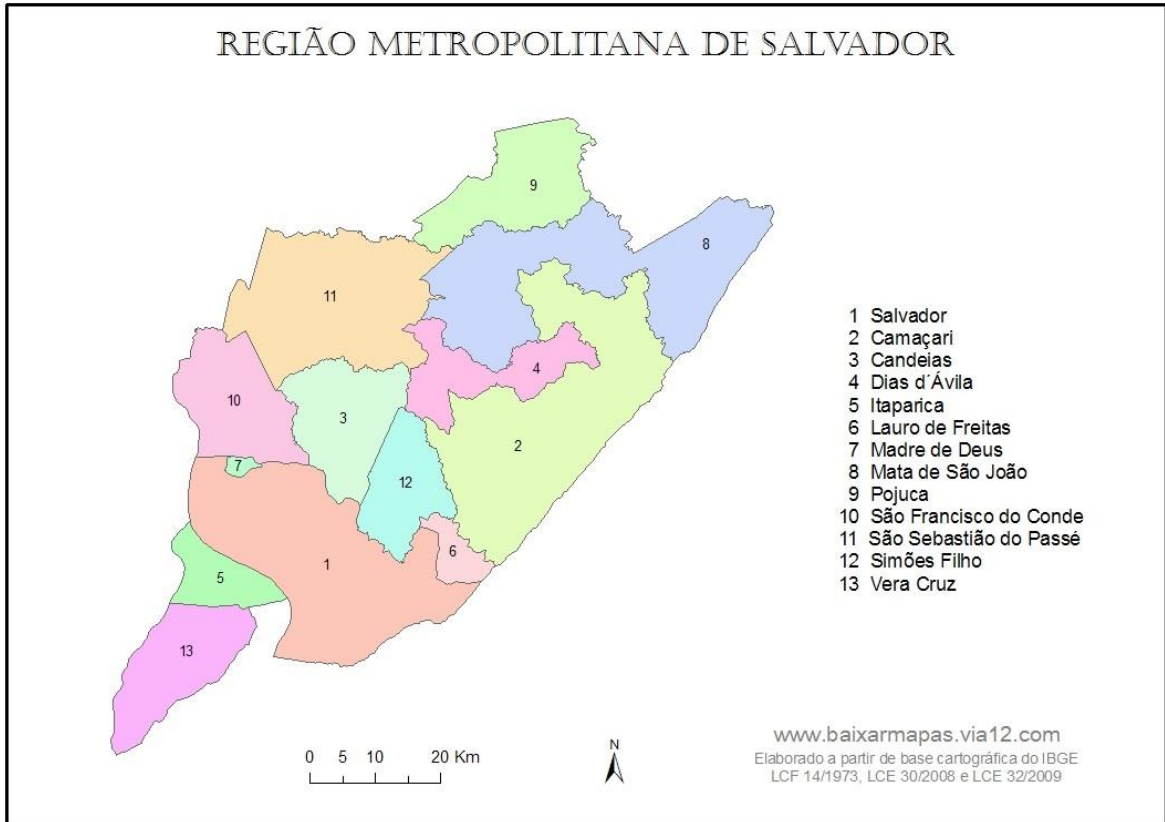 REGIÃO METROPOLITANA DE SALVADOR
9
8
11
4
10
3
2
7
12
6
1
5
13
1 Salvador
2 Camaçari
3 Candeias
4 Dias d´Ávila
5 Itaparica
6 Lauro de Freitas
7 Madre de Deus
8 Mata de São João
9 Pojuca
10 São Francisco do Conde
11 São Sebastião do Passé
12 Simões Filho
13 Vera Cruz
0 5 10 20 Km
N
www.baixarmapas.via12.com
Elaborado a partir de base cartográfica do IBGE
LCF 14/1973, LCE 30/2008 e LCE 32/2009